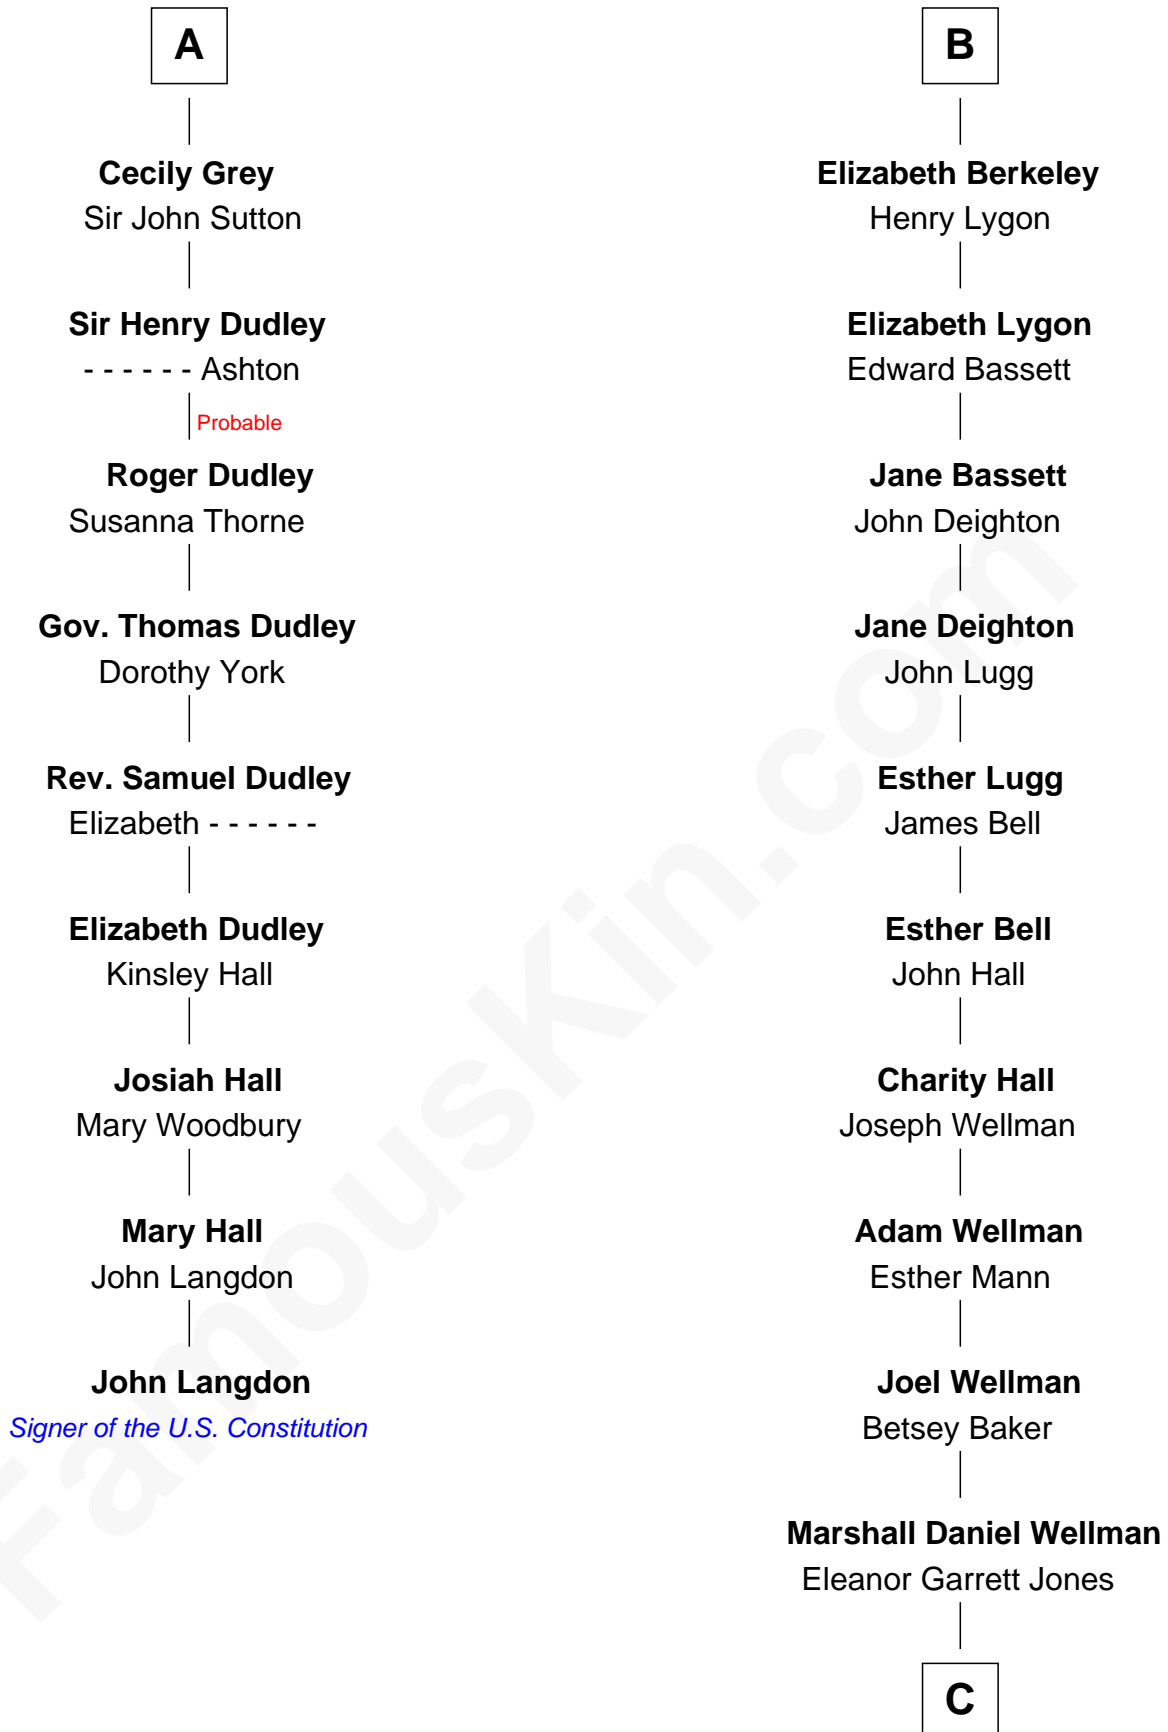 A
Cecily Grey
Sir John Sutton
Sir Henry Dudley
- - - - - - Ashton
Probable
Roger Dudley
Susanna Thorne
Gov. Thomas Dudley
Dorothy York
Rev. Samuel Dudley
Elizabeth - - - - - -
Elizabeth Dudley
Kinsley Hall
Josiah Hall
Mary Woodbury
Mary Hall
John Langdon
John Langdon
Signer of the U.S. Constitution
B
Elizabeth Berkeley
Henry Lygon
Elizabeth Lygon
Edward Bassett
Jane Bassett
John Deighton
Jane Deighton
John Lugg
Esther Lugg
James Bell
Esther Bell
John Hall
Charity Hall
Joseph Wellman
Adam Wellman
Esther Mann
Joel Wellman
Betsey Baker
Marshall Daniel Wellman
Eleanor Garrett Jones
C
FamousKin.com